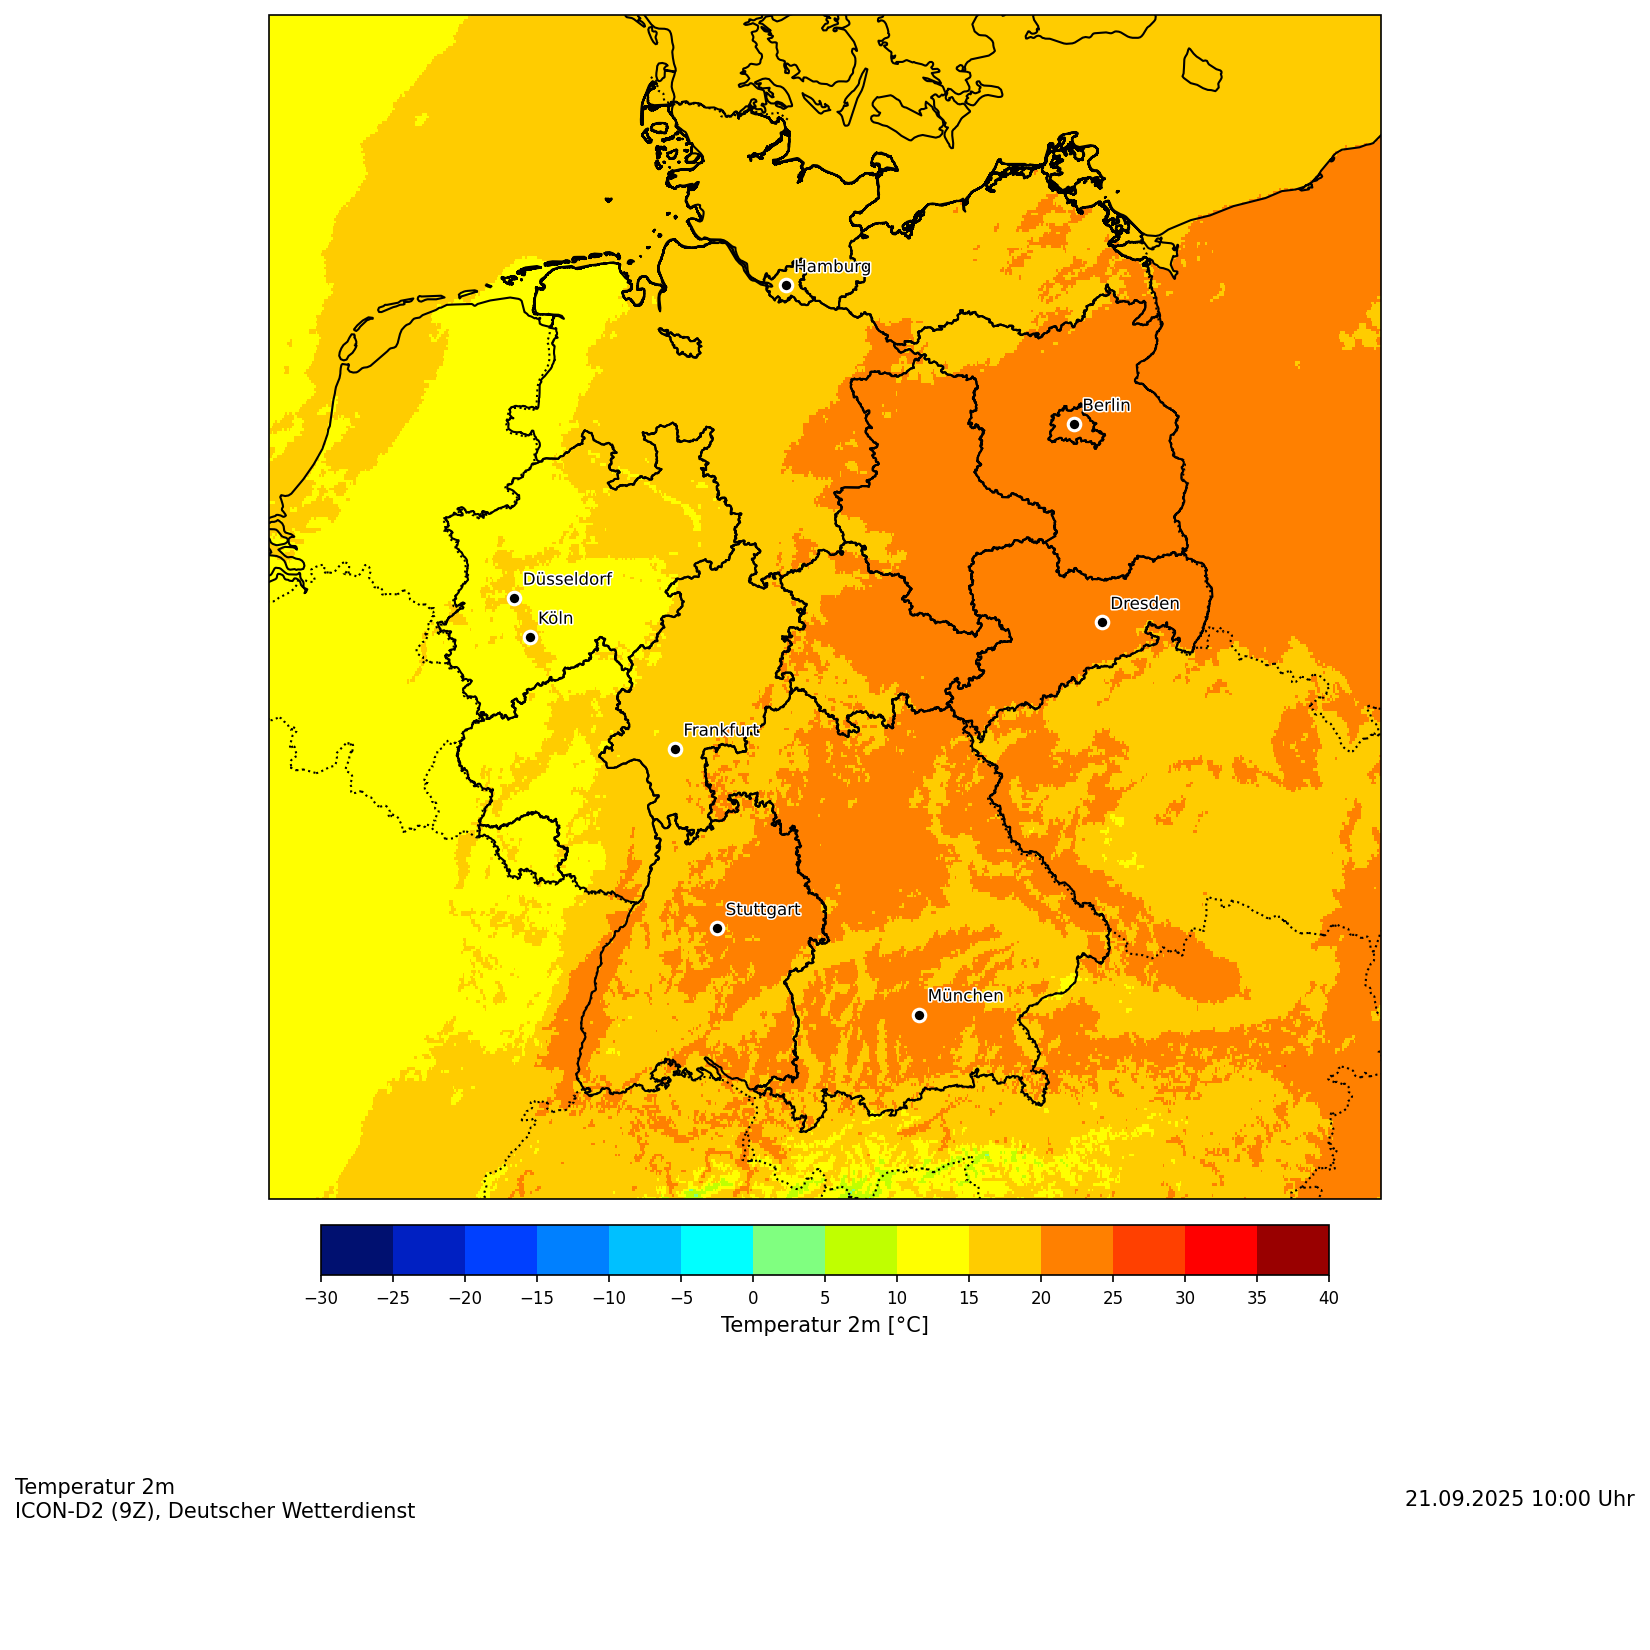 Hamburg
Berlin
Düsseldorf
Dresden
Köln
Frankfurt
Stuttgart
München
−30 −25 −20 −15 −10 −5 0 5 10 15 20 25 30 35 40
Temperatur 2m [°C]
Temperatur 2m
ICON-D2 (9Z), Deutscher Wetterdienst
21.09.2025 10:00 Uhr